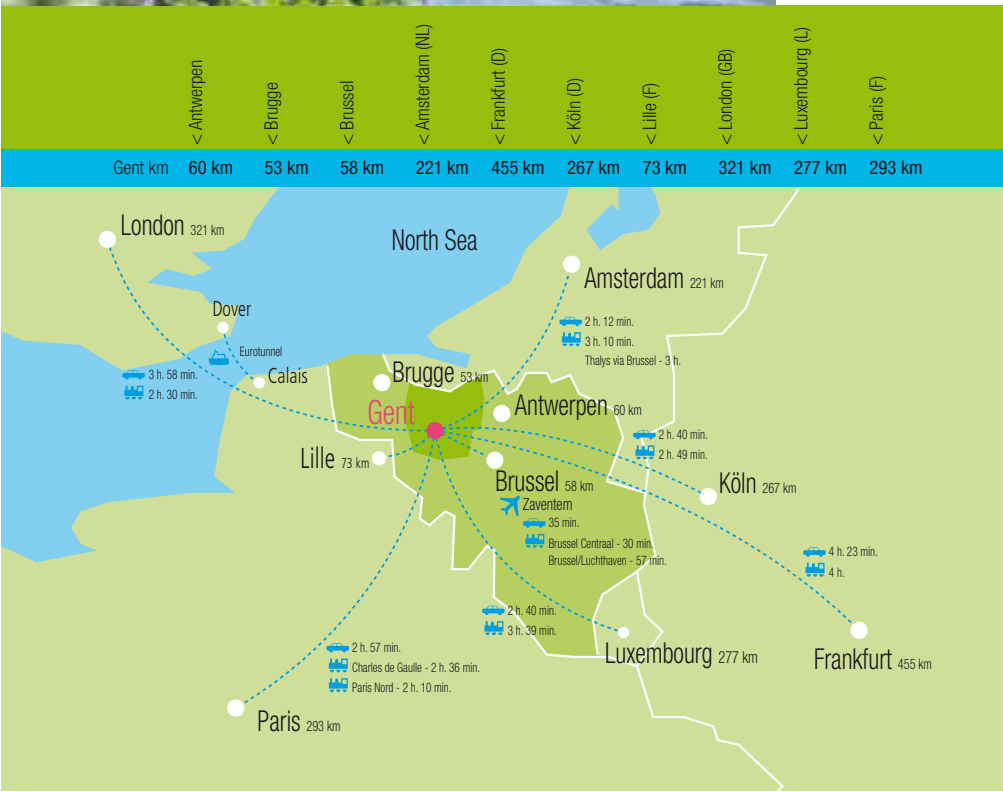 < Antwerpen
< Brugge
< Brussel
< Amsterdam (NL)
< Frankfurt (D)
< Köln (D)
< Lille (F)
< London (GB)
< Luxembourg (L)
< Paris (F)
Gent km 60 km 53 km 58 km 221 km 455 km 267 km 73 km 321 km 277 km 293 km
London 321 km
North Sea
Amsterdam 221 km
2 h. 12 min.
3 h. 10 min.
Thalys via Brussel - 3 h.
Dover
Eurotunnel
Calais
3 h. 58 min.
2 h. 30 min.
Brugge 53 km
Gent
Antwerpen 60 km
Lille 73 km
Brussel 58 km
Zaventem
35 min.
Brussel Centraal - 30 min.
Brussel/Luchthaven - 57 min.
2 h. 40 min.
2 h. 49 min.
Köln 267 km
4 h. 23 min.
4 h.
Frankfurt 455 km
2 h. 40 min.
3 h. 39 min.
Luxembourg 277 km
2 h. 57 min.
Charles de Gaulle - 2 h. 36 min.
Paris Nord - 2 h. 10 min.
Paris 293 km